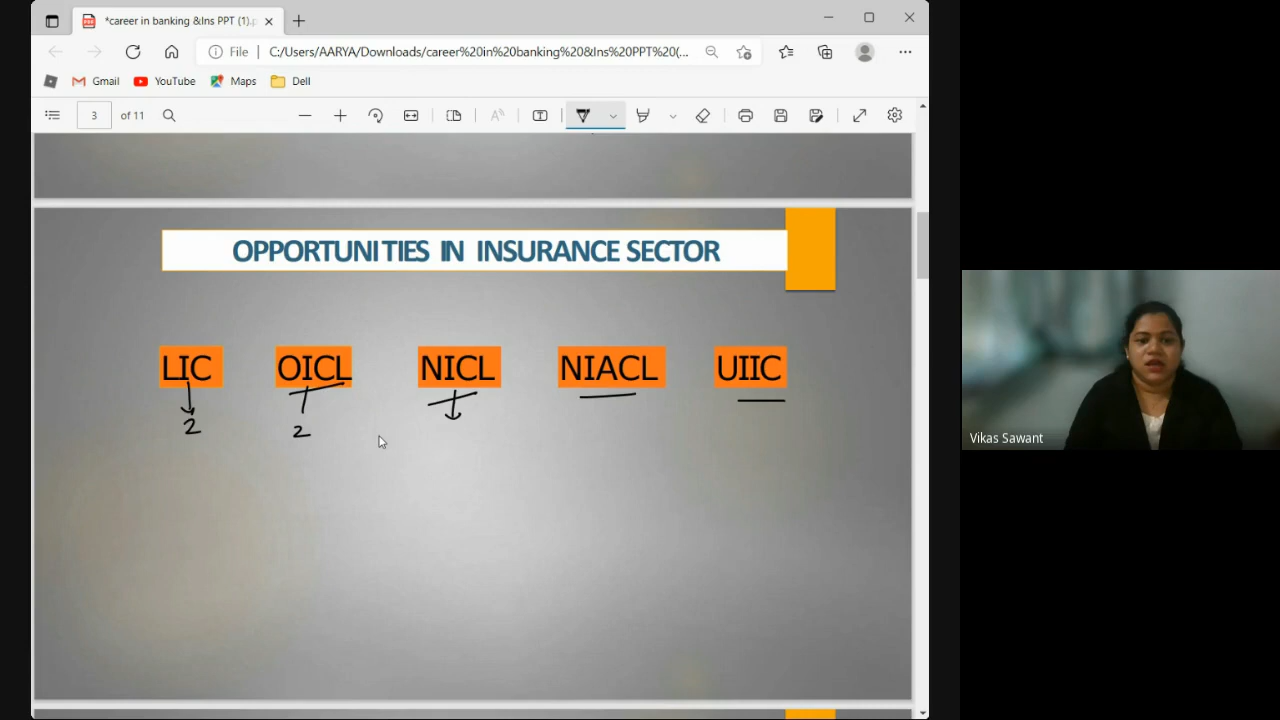 *career in banking &Ins PPT (1).p
File
C:/Users/AARYA/Downloads/career%20in%20banking%20&Ins%20PPT%20(...
Gmail YouTube Maps Dell
3 of 11
OPPORTUNITIES IN INSURANCE SECTOR
LIC OICL NICL NIACL UIIC
2 2
Vikas Sawant